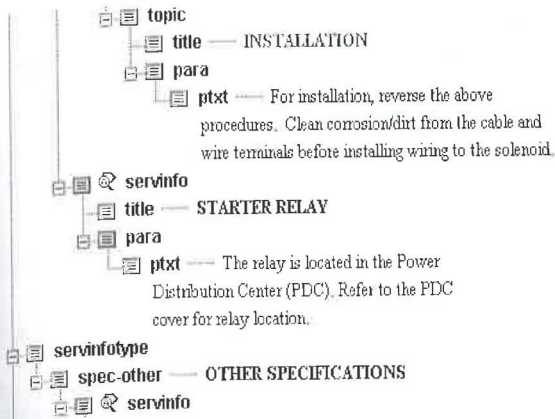 topic
title INSTALLATION
para
ptxt For installation, reverse the above
procedures. Clean corrosion/dirt from the cable and
wire terminals before installing wiring to the solenoid.
servinfo
title STARTER RELAY
para
ptxt The relay is located in the Power
Distribution Center (PDC). Refer to the PDC
cover for relay location.
servinfotype
spec-other OTHER SPECIFICATIONS
servinfo